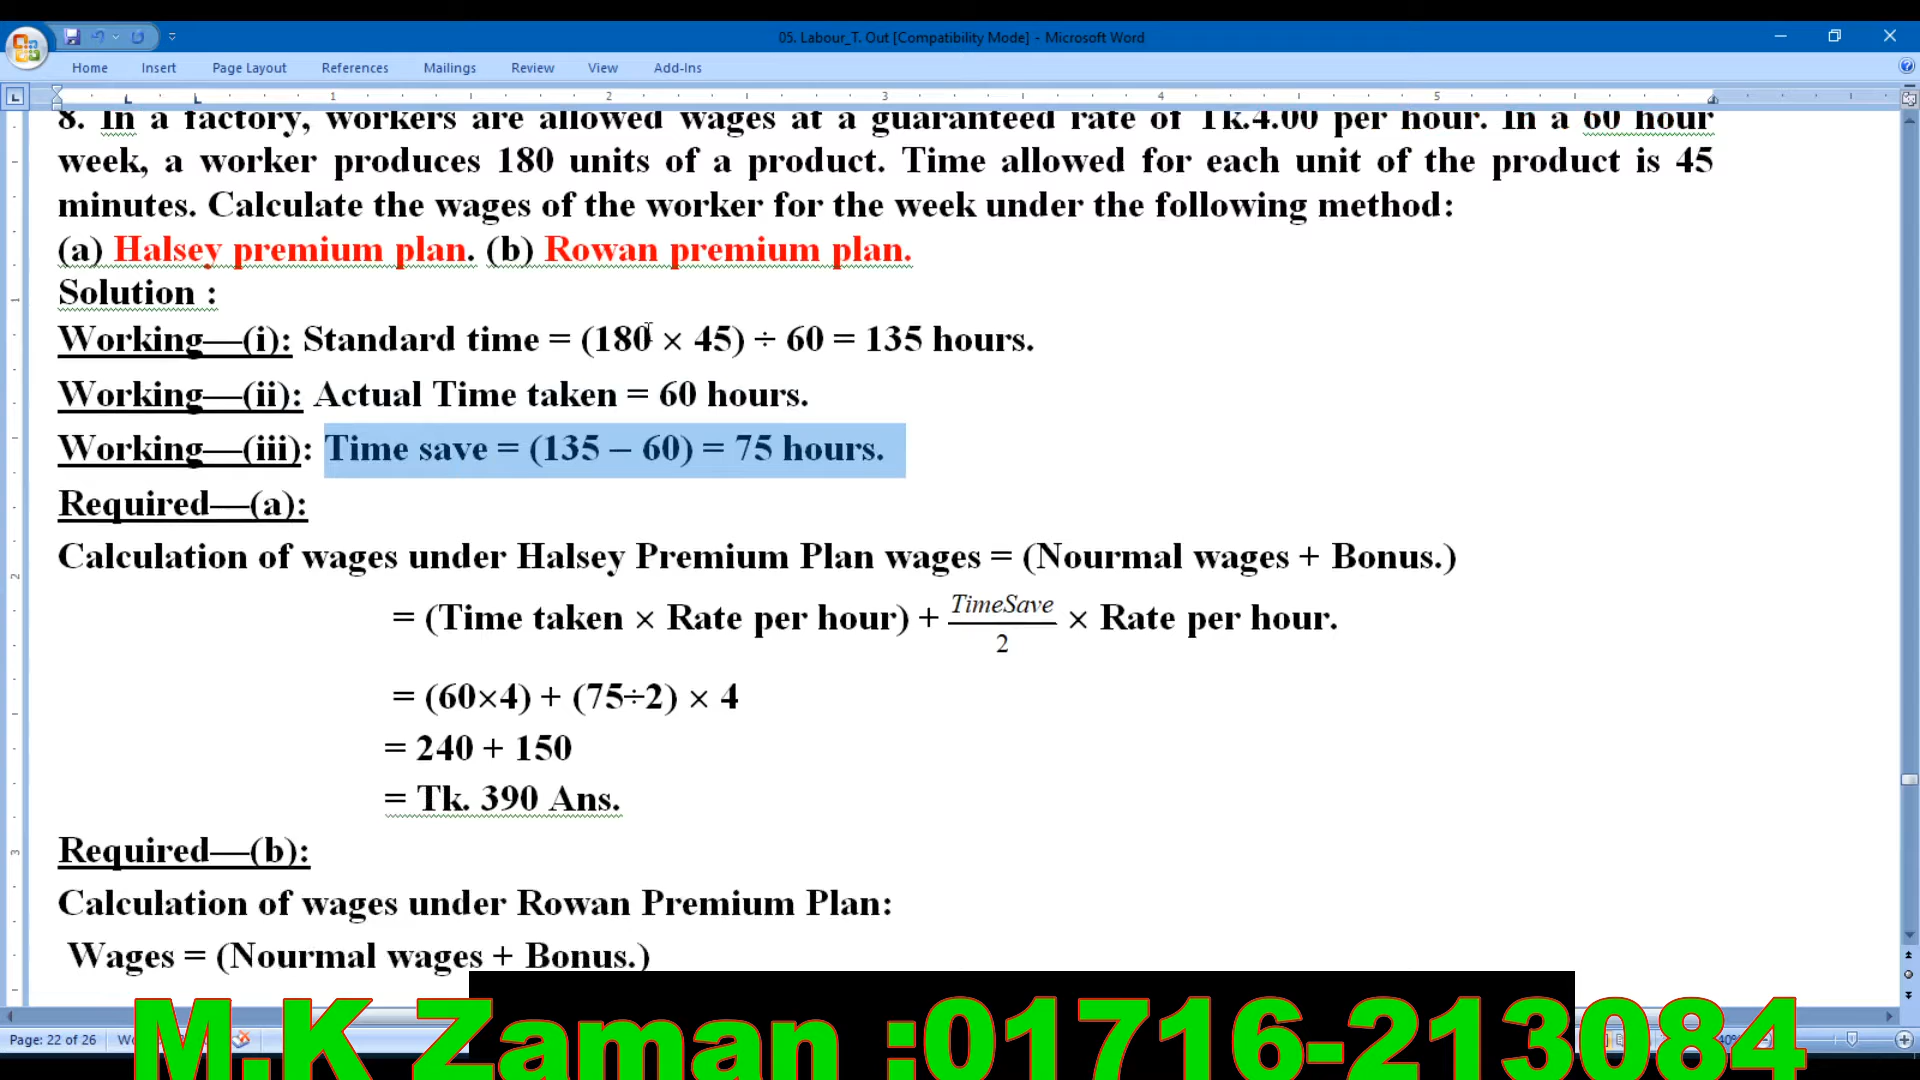 05. Labour_T. Out [Compatibility Mode] - Microsoft Word
Home Insert Page Layout References Mailings Review View Add-Ins
1 2 3 4 5
8. In a factory, workers are allowed wages at a guaranteed rate of Tk.4.00 per hour. In a 60 hour
week, a worker produces 180 units of a product. Time allowed for each unit of the product is 45
minutes. Calculate the wages of the worker for the week under the following method:
(a) Halsey premium plan. (b) Rowan premium plan.
Solution :
Working—(i): Standard time = (180 × 45) ÷ 60 = 135 hours.
Working—(ii): Actual Time taken = 60 hours.
Working—(iii): Time save = (135 – 60) = 75 hours.
Required—(a):
Calculation of wages under Halsey Premium Plan wages = (Nourmal wages + Bonus.)
= (Time taken × Rate per hour) + TimeSave/2 × Rate per hour.
= (60×4) + (75÷2) × 4
= 240 + 150
= Tk. 390 Ans.
Required—(b):
Calculation of wages under Rowan Premium Plan:
Wages = (Nourmal wages + Bonus.)
M.K Zaman :01716-213084
Page: 22 of 26